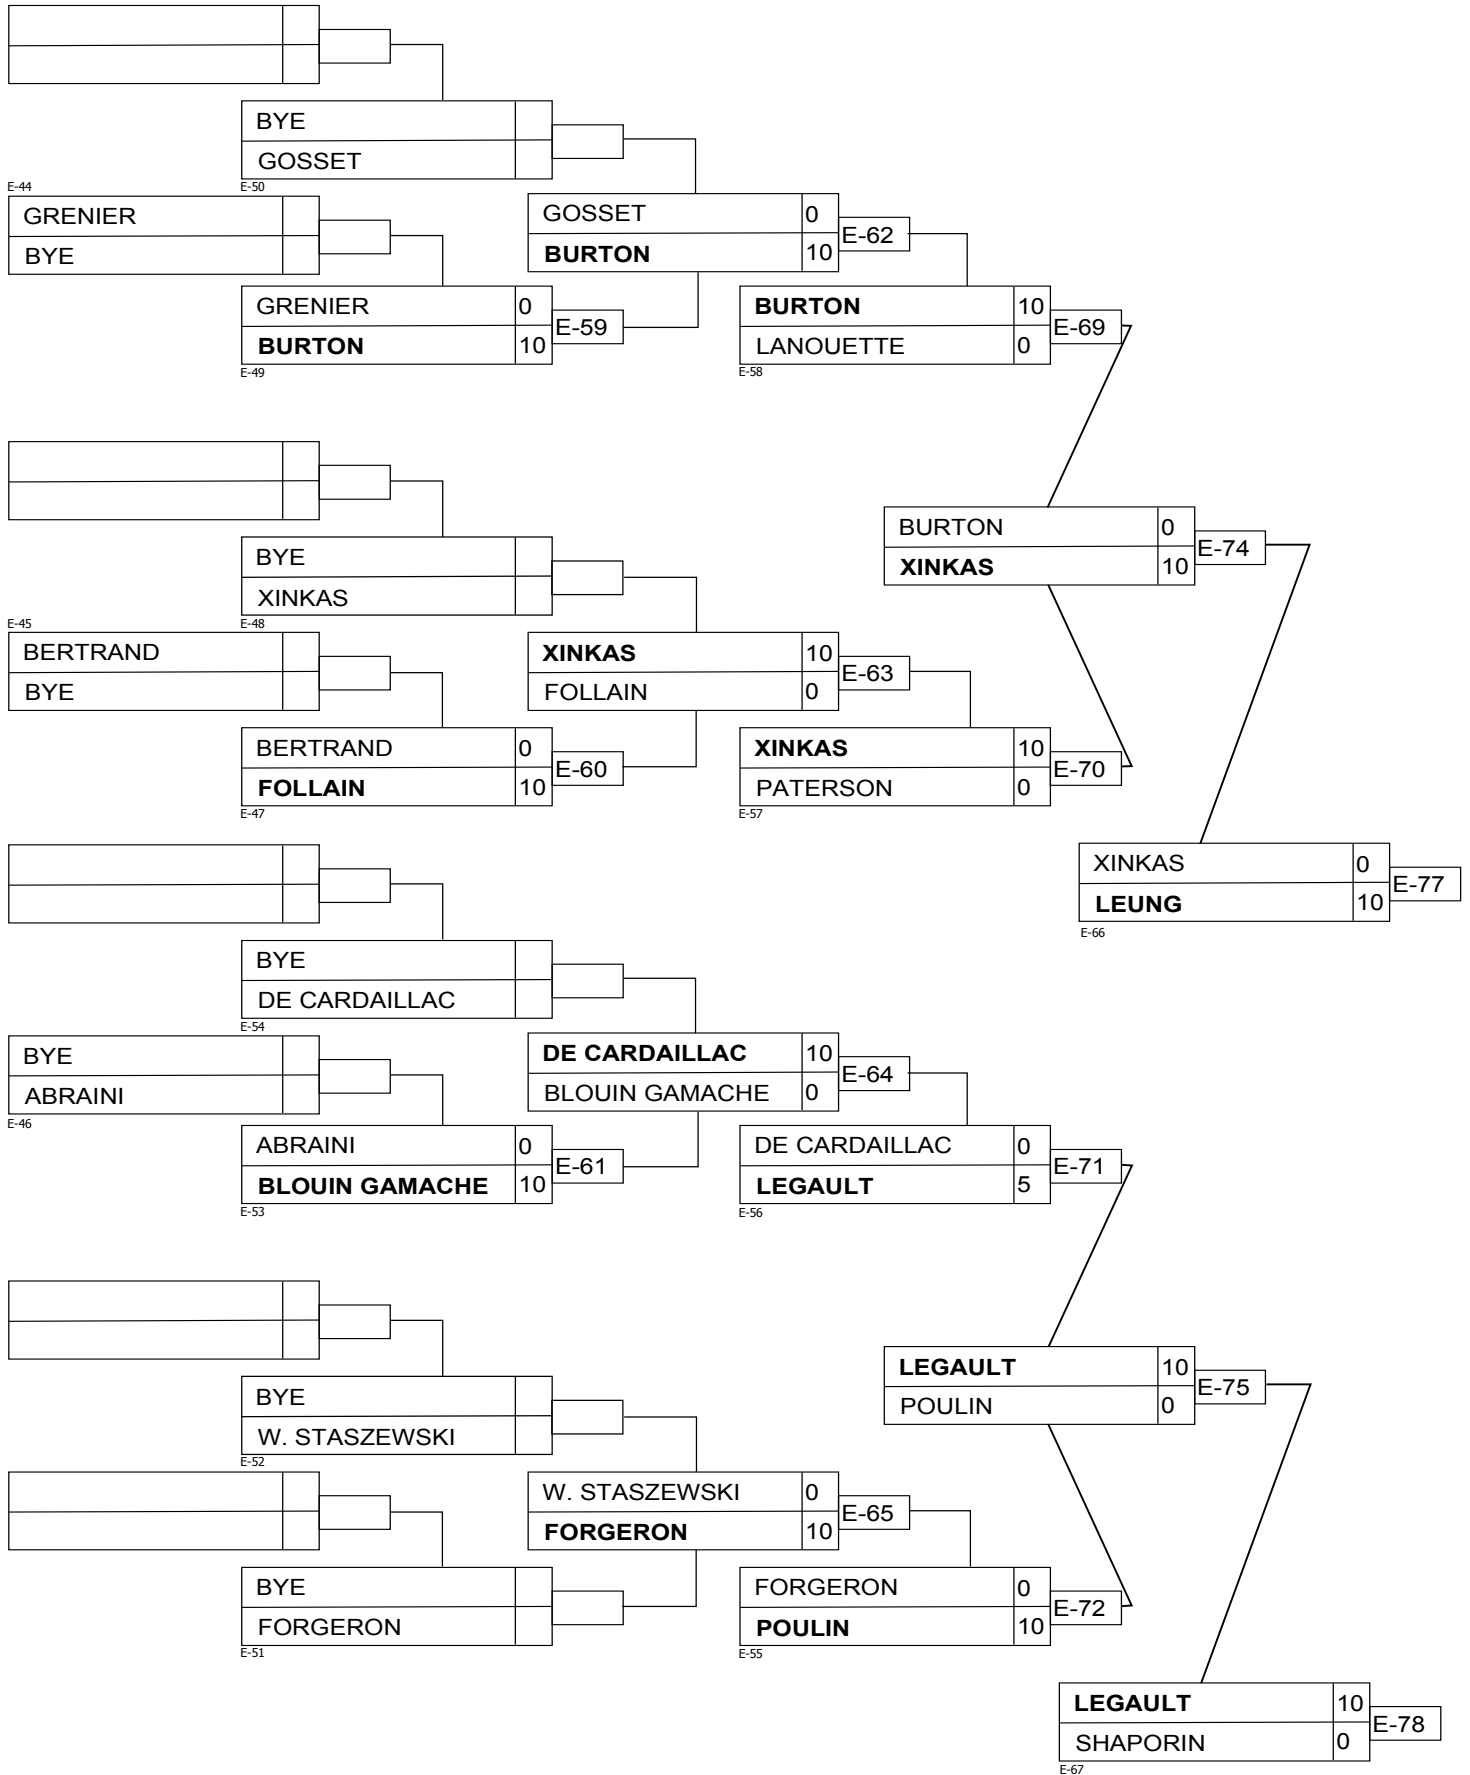 BYE
GOSSET
E-44
E-50
GRENIER
BYE
GOSSET 0
BURTON 10
E-62
GRENIER 0
BURTON 10
E-59
E-49
BURTON 10
LANOUETTE 0
E-69
E-58
BYE
XINKAS
E-45
E-48
BURTON 0
XINKAS 10
E-74
BERTRAND
BYE
XINKAS 10
FOLLAIN 0
E-63
BERTRAND 0
FOLLAIN 10
E-60
E-47
XINKAS 10
PATERSON 0
E-70
E-57
XINKAS 0
LEUNG 10
E-77
E-66
BYE
DE CARDAILLAC
E-54
BYE
ABRAINI
E-46
DE CARDAILLAC 10
BLOUIN GAMACHE 0
E-64
ABRAINI 0
BLOUIN GAMACHE 10
E-61
E-53
DE CARDAILLAC 0
LEGAULT 5
E-71
E-56
BYE
W. STASZEWSKI
E-52
LEGAULT 10
POULIN 0
E-75
W. STASZEWSKI 0
FORGERON 10
E-65
BYE
FORGERON
E-51
FORGERON 0
POULIN 10
E-72
E-55
LEGAULT 10
SHAPORIN 0
E-78
E-67